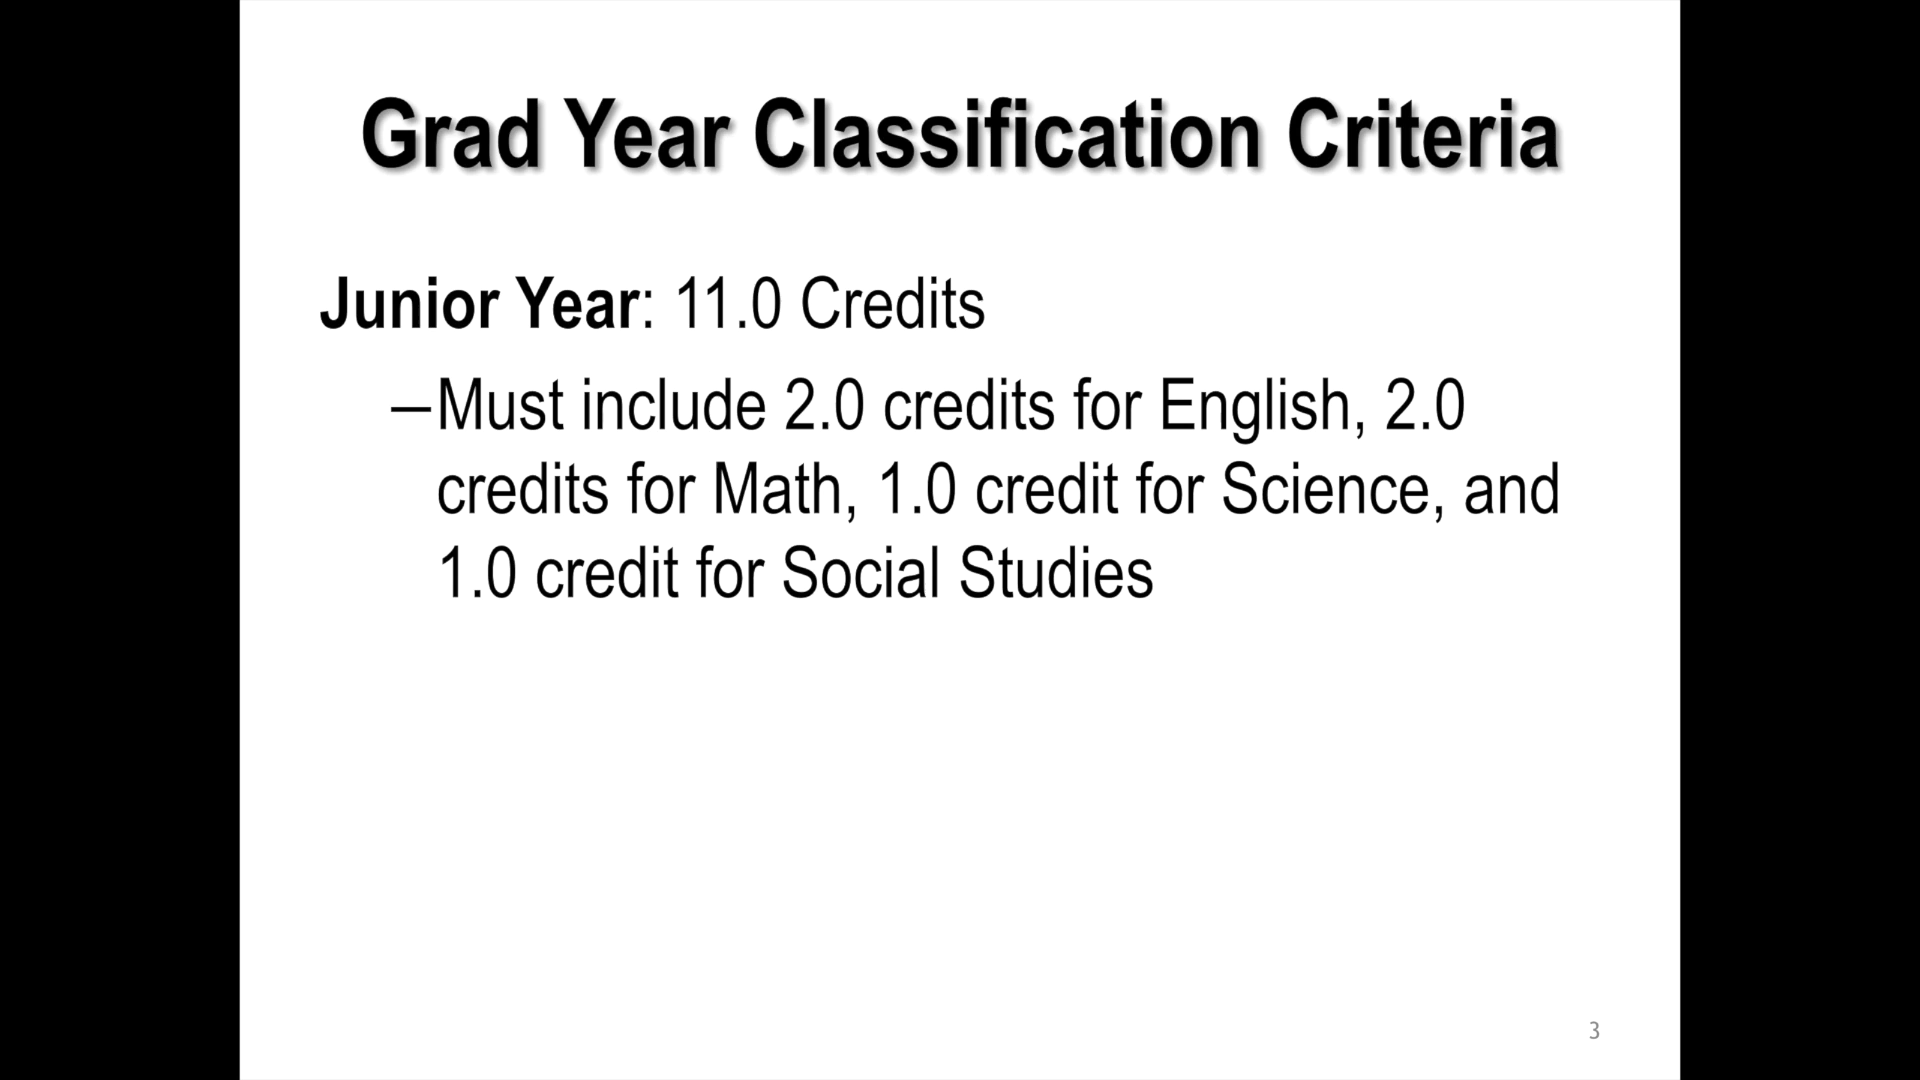 Grad Year Classification Criteria
Junior Year: 11.0 Credits
–Must include 2.0 credits for English, 2.0
credits for Math, 1.0 credit for Science, and
1.0 credit for Social Studies
3